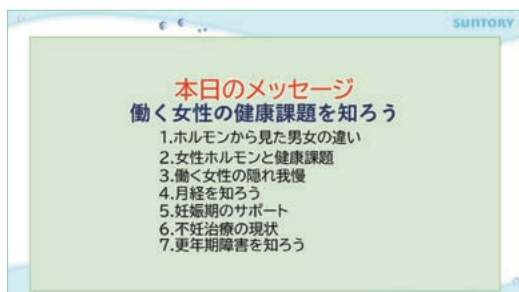 SUNTORY
本日のメッセージ
働く女性の健康課題を知ろう
1.ホルモンから見た男女の違い
2.女性ホルモンと健康課題
3.働く女性の隠れ我慢
4.月経を知ろう
5.妊娠期のサポート
6.不妊治療の現状
7.更年期障害を知ろう